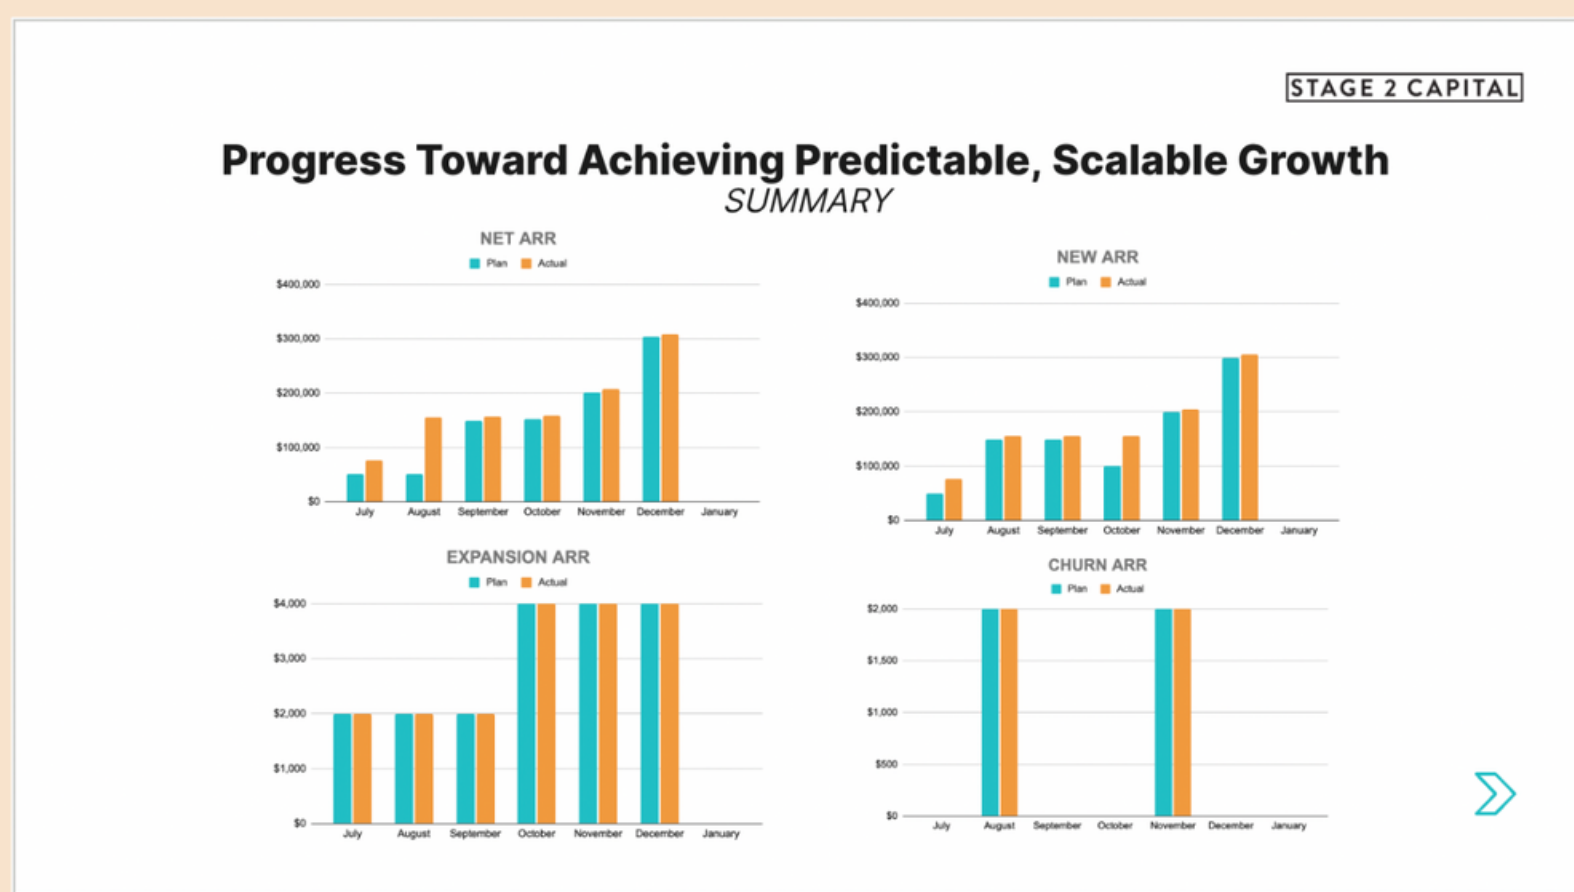 STAGE 2 CAPITAL
Progress Toward Achieving Predictable, Scalable Growth
SUMMARY
NET ARR
Plan Actual
$400,000
$300,000
$200,000
$100,000
$0
July August September October November December January
NEW ARR
Plan Actual
$400,000
$300,000
$200,000
$100,000
$0
July August September October November December January
EXPANSION ARR
Plan Actual
$4,000
$3,000
$2,000
$1,000
$0
July August September October November December January
CHURN ARR
Plan Actual
$2,000
$1,500
$1,000
$500
$0
July August September October November December January